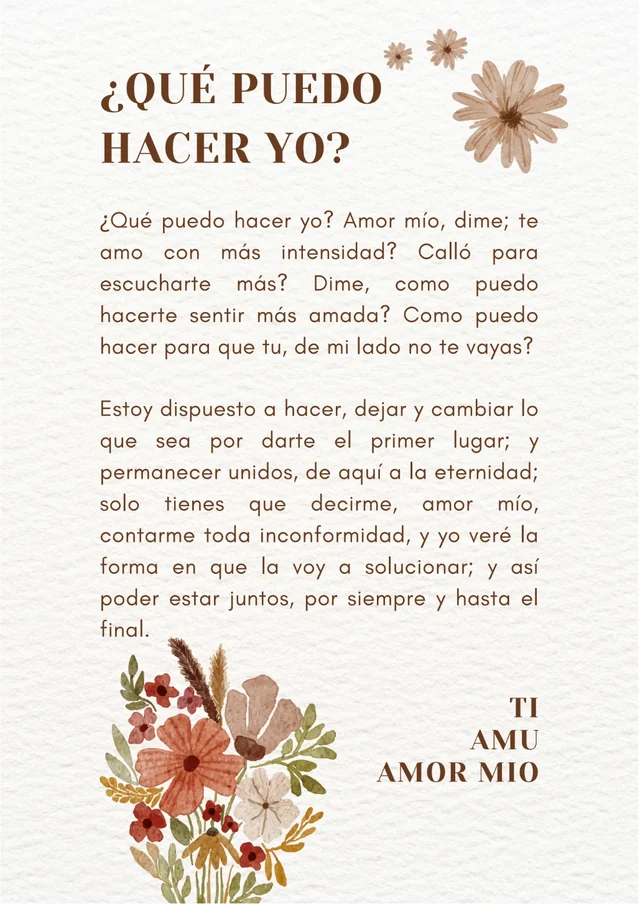 ¿QUÉ PUEDO
HACER YO?
¿Qué puedo hacer yo? Amor mío, dime; te
amo con más intensidad? Calló para
escucharte más? Dime, como puedo
hacerte sentir más amada? Como puedo
hacer para que tu, de mi lado no te vayas?
Estoy dispuesto a hacer, dejar y cambiar lo
que sea por darte el primer lugar; y
permanecer unidos, de aquí a la eternidad;
solo tienes que decirme, amor mío,
contarme toda inconformidad, y yo veré la
forma en que la voy a solucionar; y así
poder estar juntos, por siempre y hasta el
final.
TI
AMU
AMOR MIO